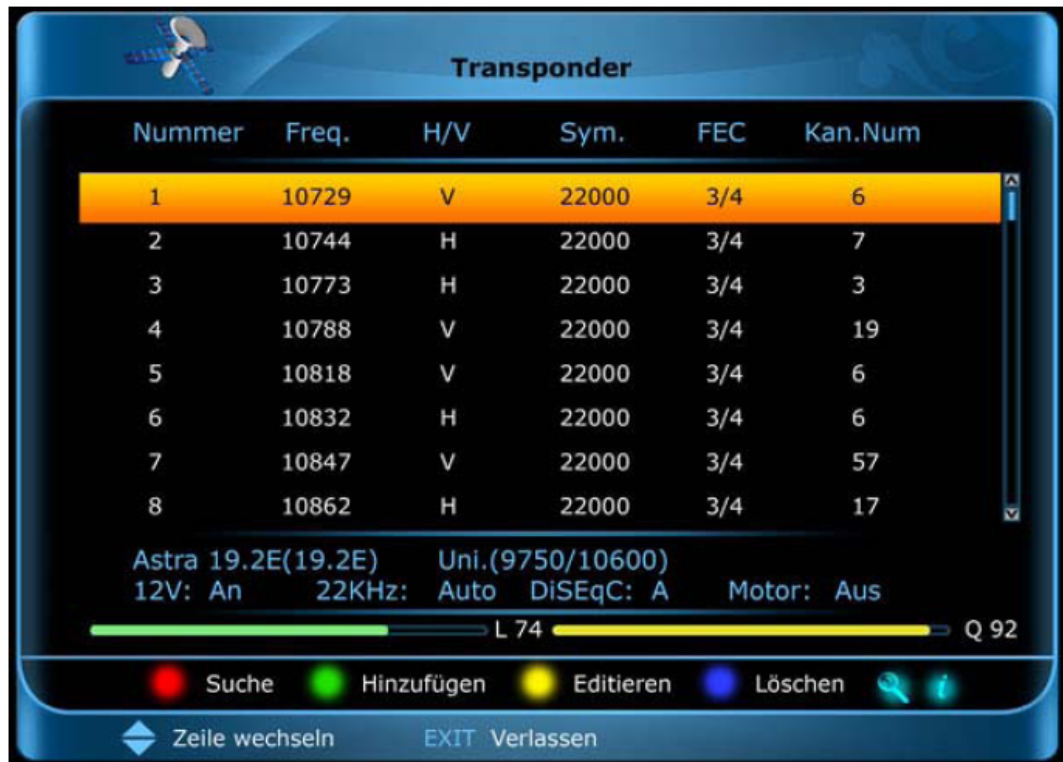 Transponder
Nummer Freq. H/V Sym. FEC Kan.Num
1 10729 V 22000 3/4 6
2 10744 H 22000 3/4 7
3 10773 H 22000 3/4 3
4 10788 V 22000 3/4 19
5 10818 V 22000 3/4 6
6 10832 H 22000 3/4 6
7 10847 V 22000 3/4 57
8 10862 H 22000 3/4 17
Astra 19.2E(19.2E) Uni.(9750/10600)
12V: An 22KHz: Auto DiSEqC: A Motor: Aus
L 74 Q 92
Suche Hinzufügen Editieren Löschen i
Zeile wechseln EXIT Verlassen